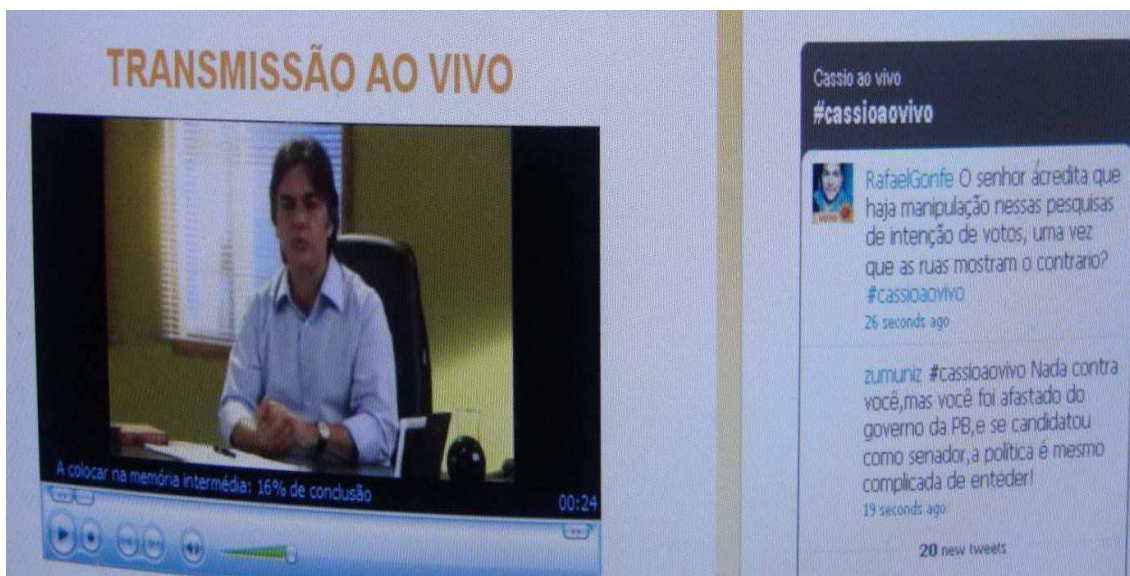 TRANSMISSÃO AO VIVO
A colocar na memória intermédia: 16% de conclusão
00:24
Cassio ao vivo
#cassioaovivo
RafaelGonfe O senhor ácredita que
haja manipulação nessas pesquisas
de intenção de votos, uma vez
que as ruas mostram o contrario?
#cassioaovivo
26 seconds ago
zumuniz #cassioaovivo Nada contra
você,mas você foi afastado do
governo da PB,e se candidatou
como senador,a política é mesmo
complicada de enteder!
19 seconds ago
20 new tweets